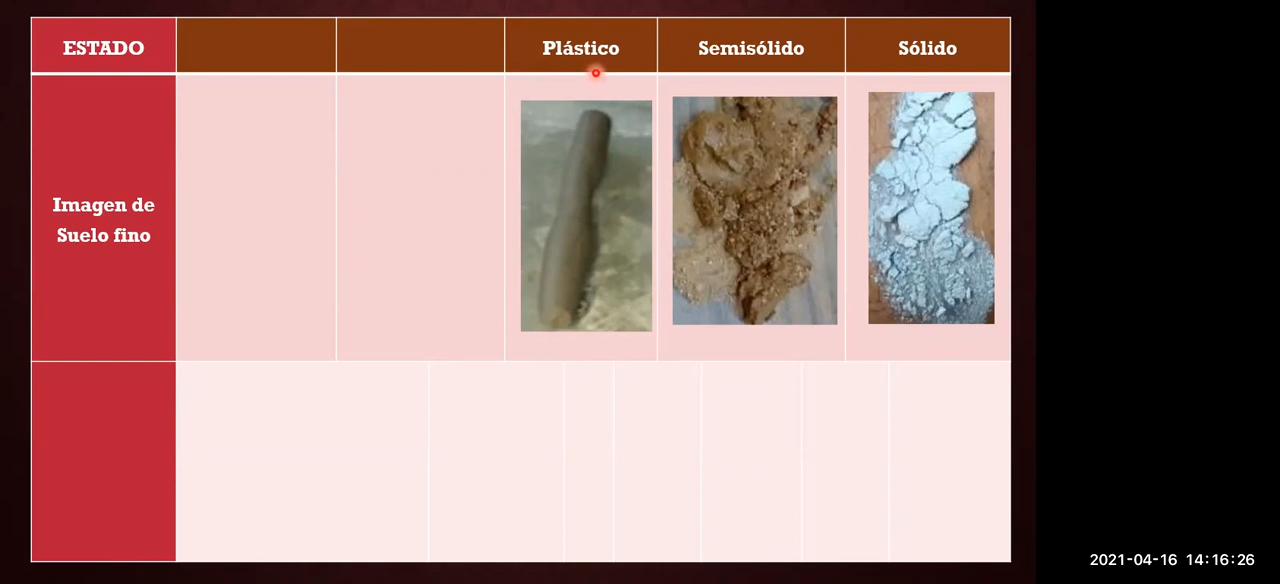 ESTADO
Plástico
Semisólido
Sólido
Imagen de
Suelo fino
2021-04-16 14:16:26